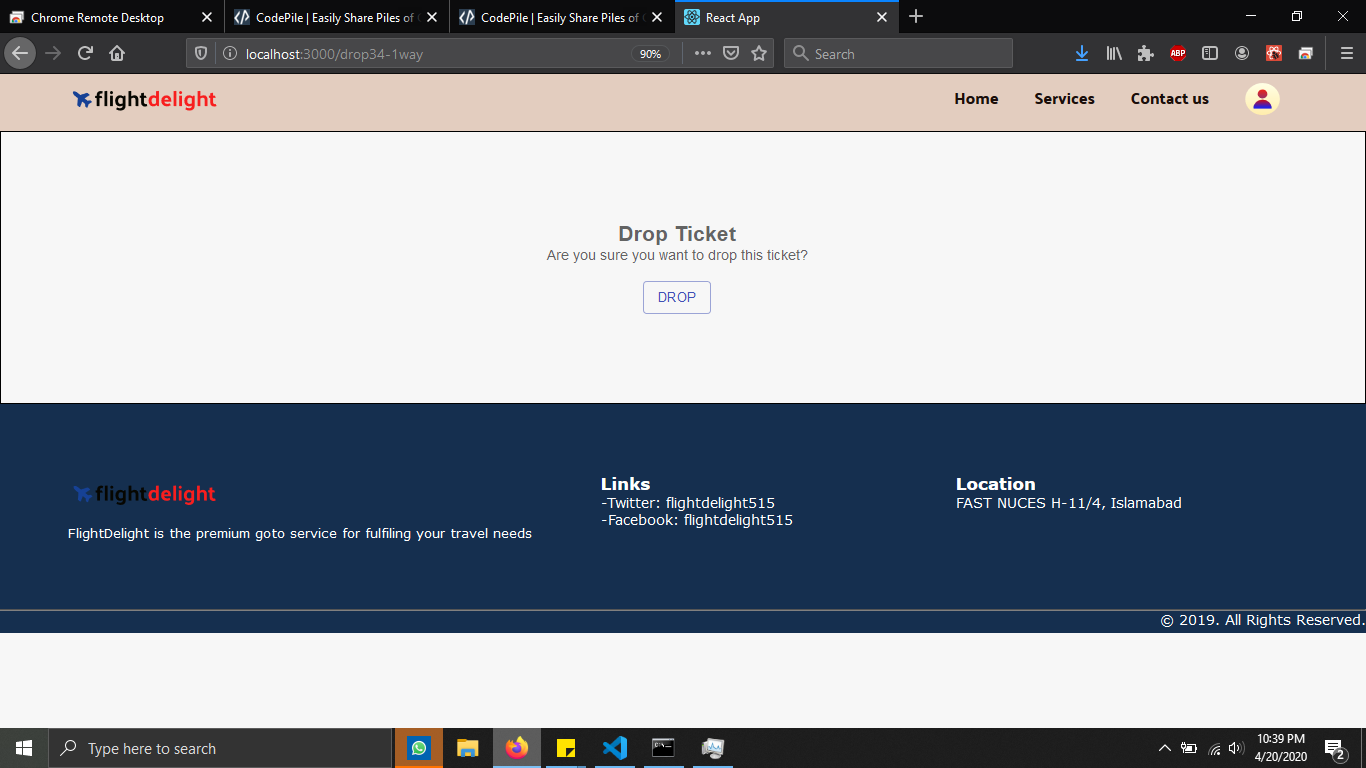 Chrome Remote Desktop
CodePile | Easily Share Piles of
CodePile | Easily Share Piles of
React App
localhost:3000/drop34-1way
90%
Search
ABP
flightdelight
Home
Services
Contact us
Drop Ticket
Are you sure you want to drop this ticket?
DROP
flightdelight
FlightDelight is the premium goto service for fulfiling your travel needs
Links
-Twitter: flightdelight515
-Facebook: flightdelight515
Location
FAST NUCES H-11/4, Islamabad
© 2019. All Rights Reserved.
Type here to search
10:39 PM
4/20/2020
2